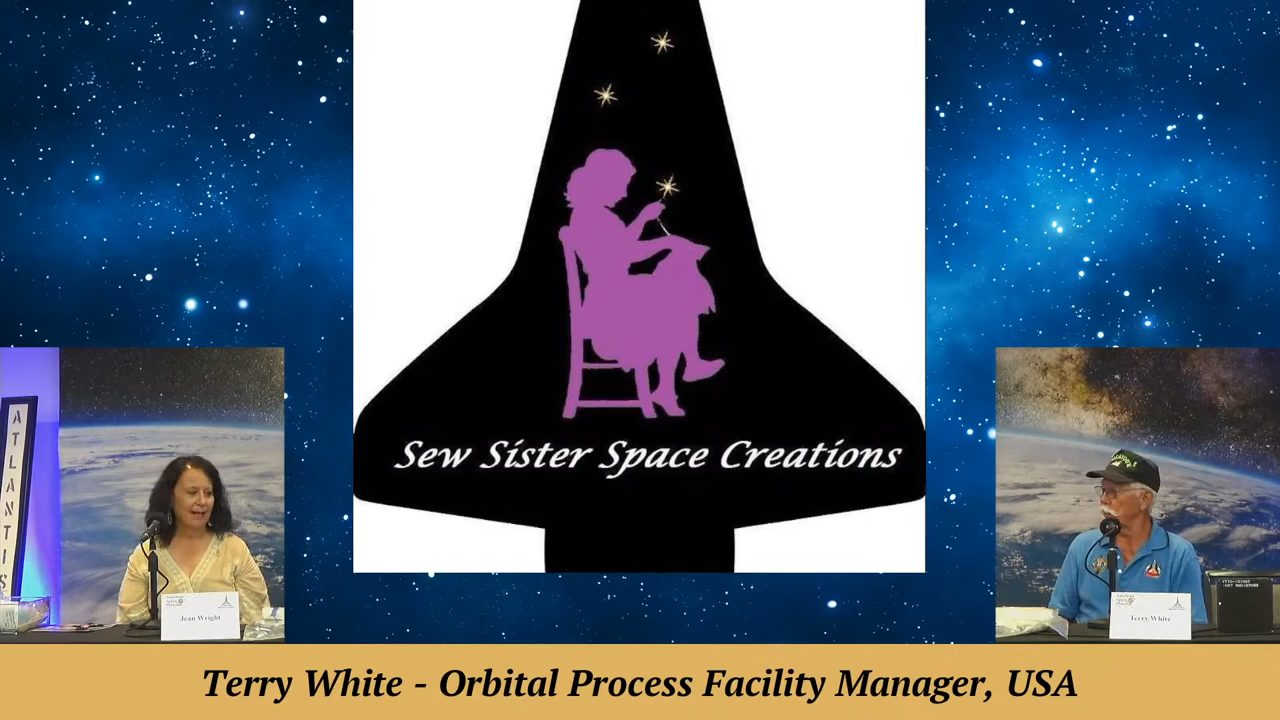 Sew Sister Space Creations
ATLANTIS
Jean Wright
Terry White
Terry White - Orbital Process Facility Manager, USA